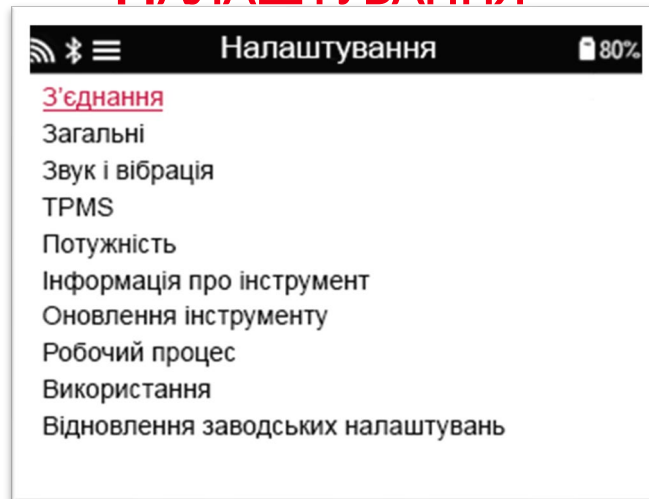 НАЛАШТУВАННЯ
Налаштування 80%
З'єднання
Загальні
Звук і вібрація
TPMS
Потужність
Інформація про інструмент
Оновлення інструменту
Робочий процес
Використання
Відновлення заводських налаштувань